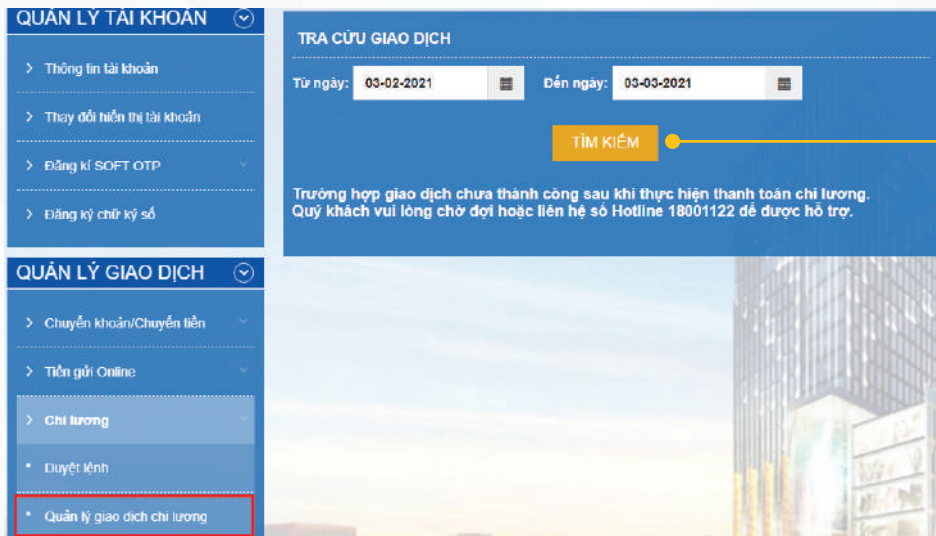 QUẢN LÝ TÀI KHOẢN
> Thông tin tài khoản
> Thay đổi hiển thị tài khoản
> Đăng kí SOFT OTP
> Đăng ký chữ ký số
QUẢN LÝ GIAO DỊCH
> Chuyển khoản/Chuyển tiền
> Tiền gửi Online
> Chi lương
Duyệt lệnh
Quản lý giao dịch chi lương
TRA CỨU GIAO DỊCH
Từ ngày: 03-02-2021 Đến ngày: 03-03-2021
TÌM KIẾM
Trường hợp giao dịch chưa thành công sau khi thực hiện thanh toán chi lương.
Quý khách vui lòng chờ đợi hoặc liên hệ số Hotline 18001122 để được hỗ trợ.